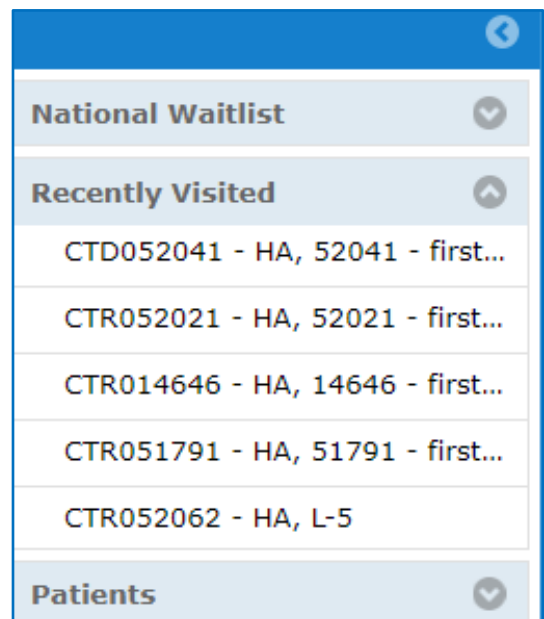 National Waitlist
Recently Visited
CTD052041 - HA, 52041 - first...
CTR052021 - HA, 52021 - first...
CTR014646 - HA, 14646 - first...
CTR051791 - HA, 51791 - first...
CTR052062 - HA, L-5
Patients